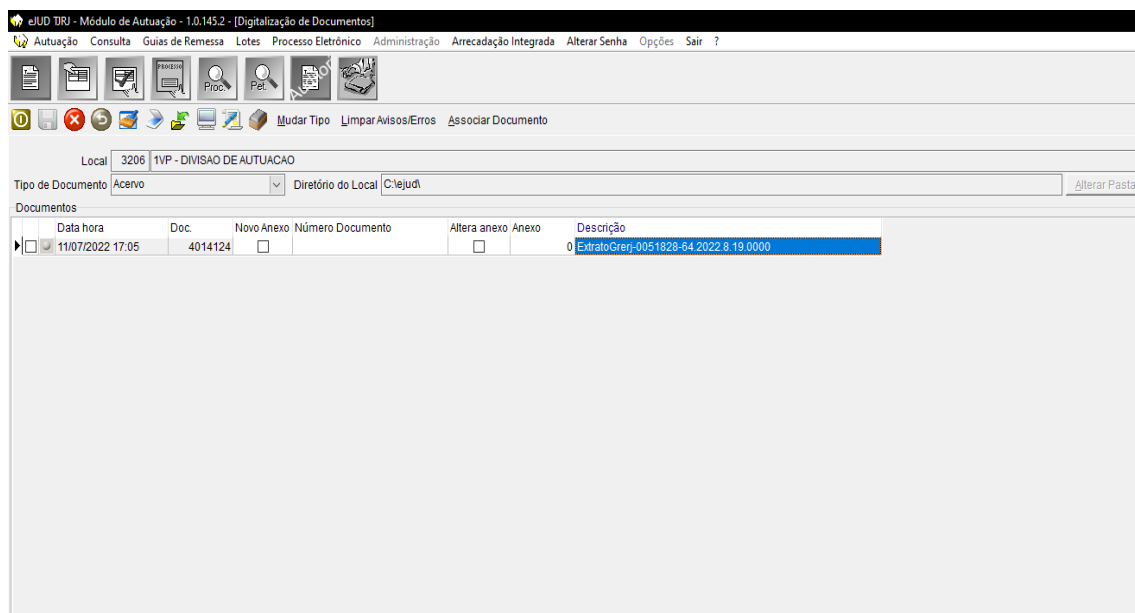 eJUD TJRJ - Módulo de Autuação - 1.0.145.2 - [Digitalização de Documentos]
Autuação Consulta Guias de Remessa Lotes Processo Eletrônico Administração Arrecadação Integrada Alterar Senha Opções Sair ?
PROCESSO
Proc. Pet.
Mudar Tipo Limpar Avisos/Erros Associar Documento
Local 3206 1VP - DIVISAO DE AUTUACAO
Tipo de Documento Acervo Diretório do Local C:\ejud\ Alterar Pasta
Documentos
Data hora Doc. Novo Anexo Número Documento Altera anexo Anexo Descrição
11/07/2022 17:05 4014124 0 ExtratoGrerj-0051828-64.2022.8.19.0000